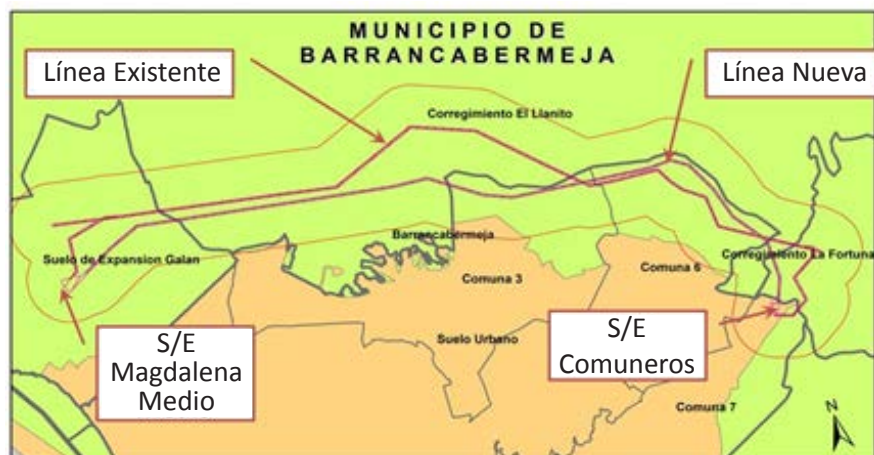 MUNICIPIO DE
BARRANCABERMEJA
Línea Existente
Línea Nueva
Corregimiento El Llanito
Barrancabermeja
Corregimiento La Fortuna
Suelo de Expansion Galan
Comuna 3
Comuna 6
S/E
Magdalena
Medio
Suelo Urbano
S/E
Comuneros
Comuna 7
N